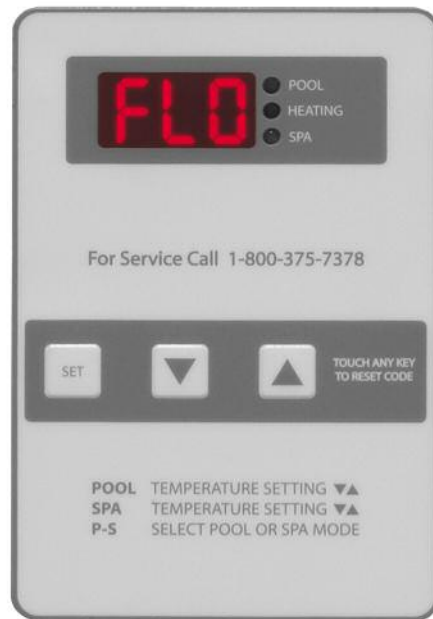 FLO
POOL
HEATING
SPA
For Service Call 1-800-375-7378
SET
TOUCH ANY KEY
TO RESET CODE
POOL TEMPERATURE SETTING ▼▲
SPA TEMPERATURE SETTING ▼▲
P-S SELECT POOL OR SPA MODE